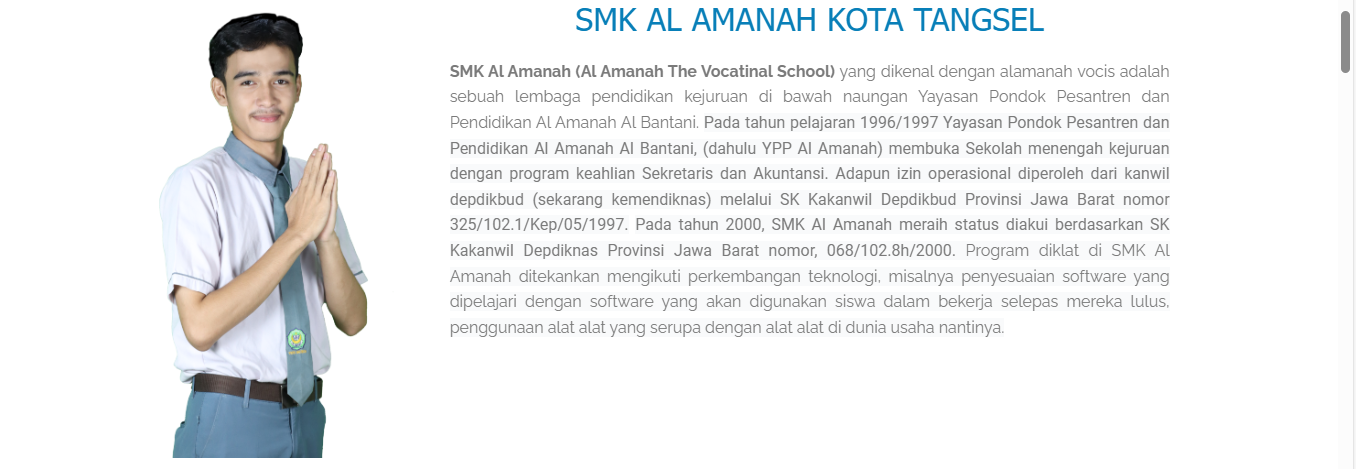 SMK AL AMANAH KOTA TANGSEL
SMK Al Amanah (Al Amanah The Vocatinal School) yang dikenal dengan alamanah vocis adalah
sebuah lembaga pendidikan kejuruan di bawah naungan Yayasan Pondok Pesantren dan
Pendidikan Al Amanah Al Bantani. Pada tahun pelajaran 1996/1997 Yayasan Pondok Pesantren dan
Pendidikan Al Amanah Al Bantani, (dahulu YPP Al Amanah) membuka Sekolah menengah kejuruan
dengan program keahlian Sekretaris dan Akuntansi. Adapun izin operasional diperoleh dari kanwil
depdikbud (sekarang kemendiknas) melalui SK Kakanwil Depdikbud Provinsi Jawa Barat nomor
325/102.1/Kep/05/1997. Pada tahun 2000, SMK Al Amanah meraih status diakui berdasarkan SK
Kakanwil Depdiknas Provinsi Jawa Barat nomor, 068/102.8h/2000. Program diklat di SMK Al
Amanah ditekankan mengikuti perkembangan teknologi, misalnya penyesuaian software yang
dipelajari dengan software yang akan digunakan siswa dalam bekerja selepas mereka lulus,
penggunaan alat alat yang serupa dengan alat alat di dunia usaha nantinya.